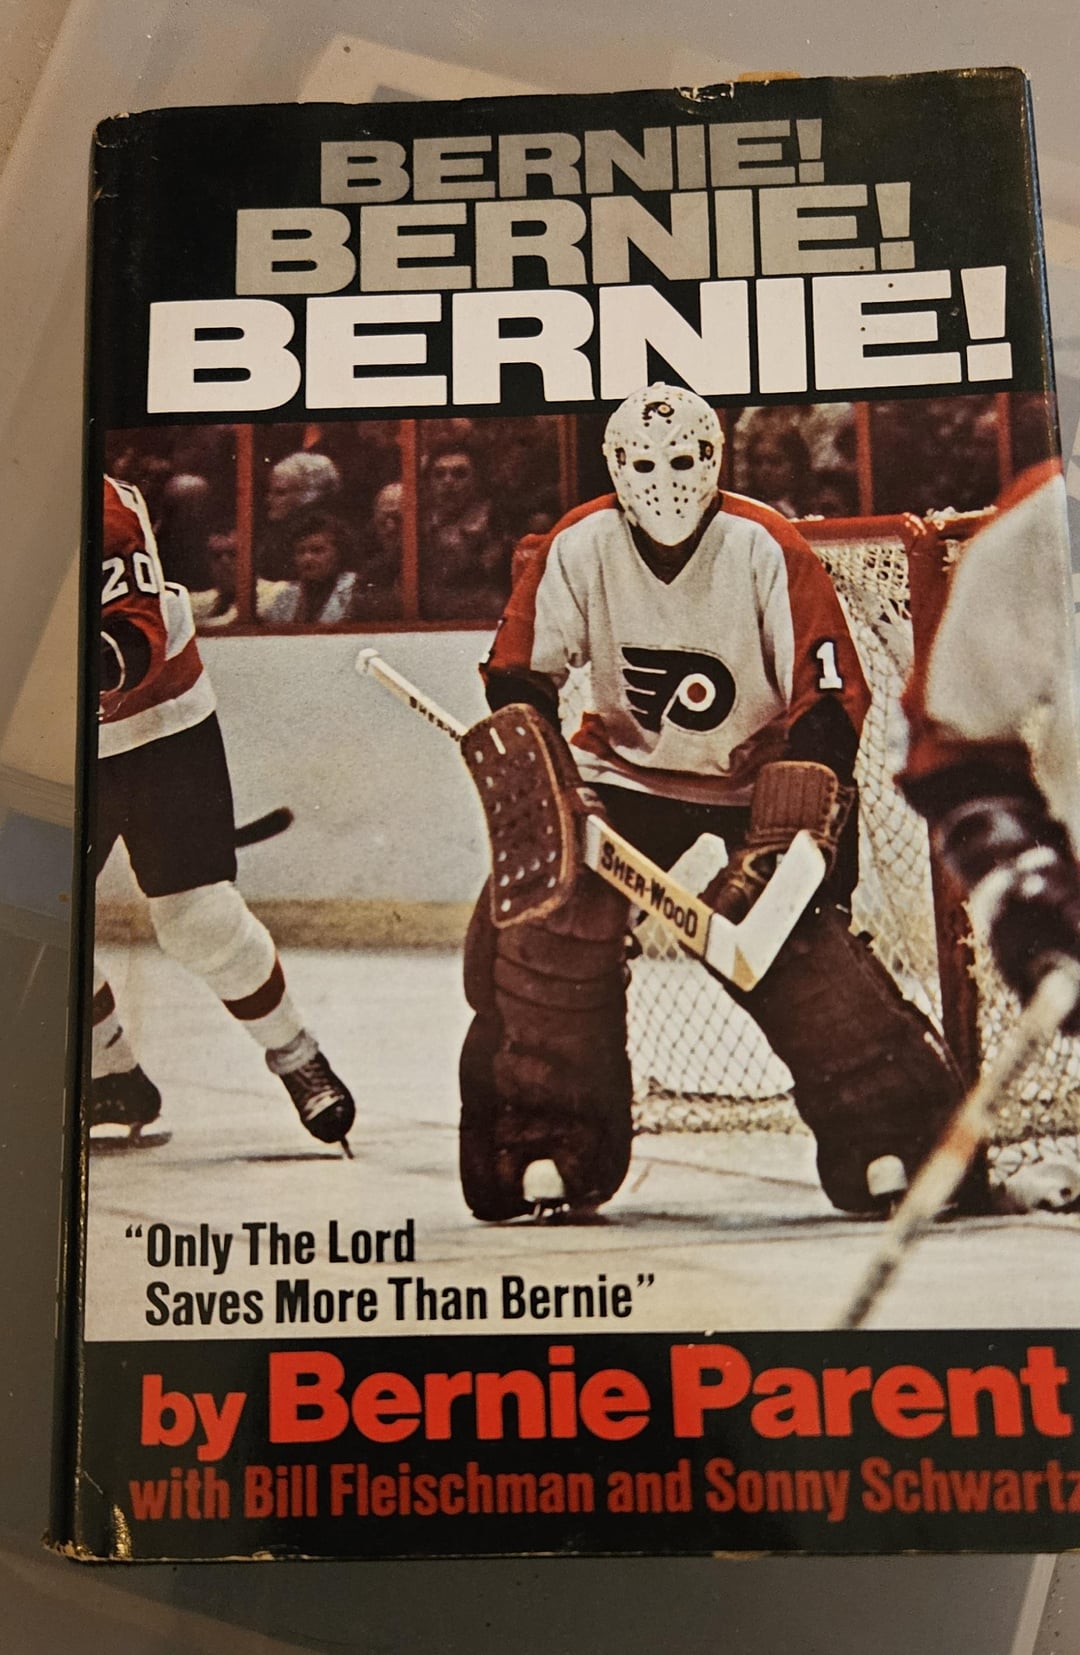 BERNIE!
BERNIE!
BERNIE!
20
1
SHER-WOOD
"Only The Lord
Saves More Than Bernie"
by Bernie Parent
with Bill Fleischman and Sonny Schwartz